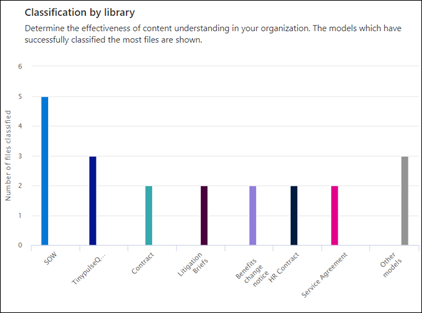 Classification by library
Determine the effectiveness of content understanding in your organization. The models which have
successfully classified the most files are shown.
Number of files classified
6
5
4
3
2
1
0
SOW
TinypulseQ...
Contract
Litigation
Briefs
Benefits
change
notice
HR Contract
Service Agreement
Other
models